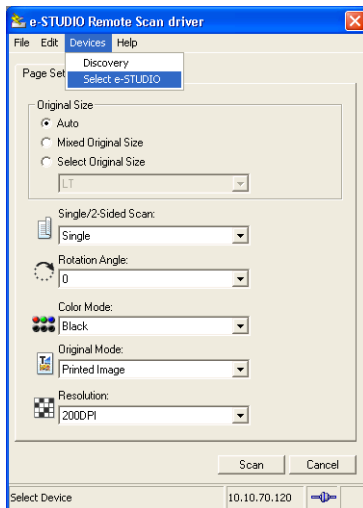 e-STUDIO Remote Scan driver
File Edit Devices Help
Discovery
Select e-STUDIO
Page Set
Original Size
Auto
Mixed Original Size
Select Original Size
LT
Single/2-Sided Scan:
Single
Rotation Angle:
0
Color Mode:
Black
Original Mode:
Printed Image
Resolution:
200DPI
Scan Cancel
Select Device 10.10.70.120